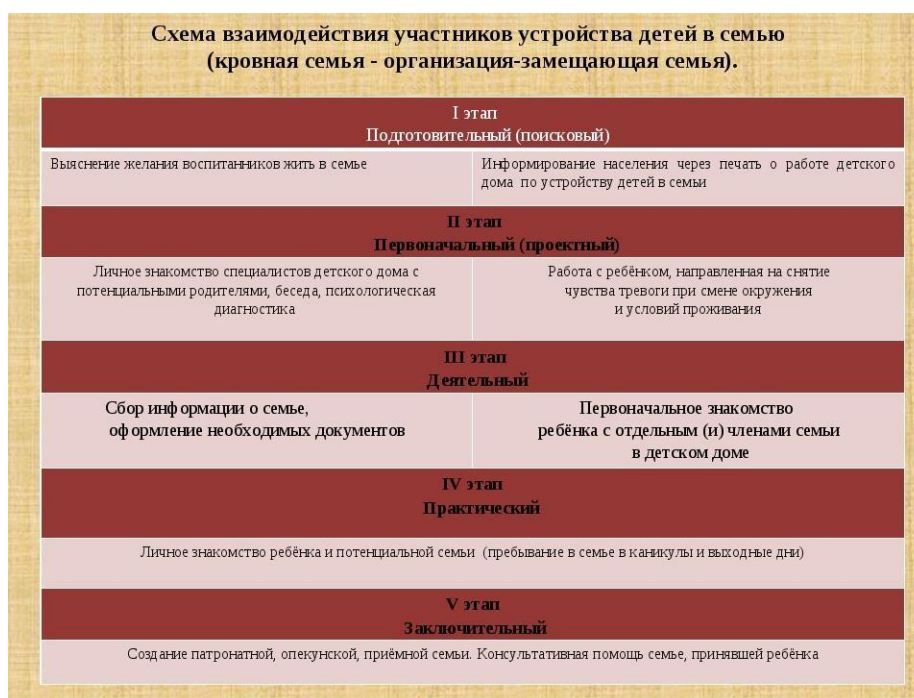 Схема взаимодействия участников устройства детей в семью
(кровная семья - организация-замещающая семья).
I этап
Подготовительный (поисковый)
Выяснение желания воспитанников жить в семье
Информирование населения через печать о работе детского
дома по устройству детей в семьи
II этап
Первоначальный (проектный)
Личное знакомство специалистов детского дома с
потенциальными родителями, беседа, психологическая
диагностика
Работа с ребёнком, направленная на снятие
чувства тревоги при смене окружения
и условий проживания
III этап
Деятельный
Сбор информации о семье,
оформление необходимых документов
Первоначальное знакомство
ребёнка с отдельным (и) членами семьи
в детском доме
IV этап
Практический
Личное знакомство ребёнка и потенциальной семьи (пребывание в семье в каникулы и выходные дни)
V этап
Заключительный
Создание патронатной, опекунской, приёмной семьи. Консультативная помощь семье, принявшей ребёнка